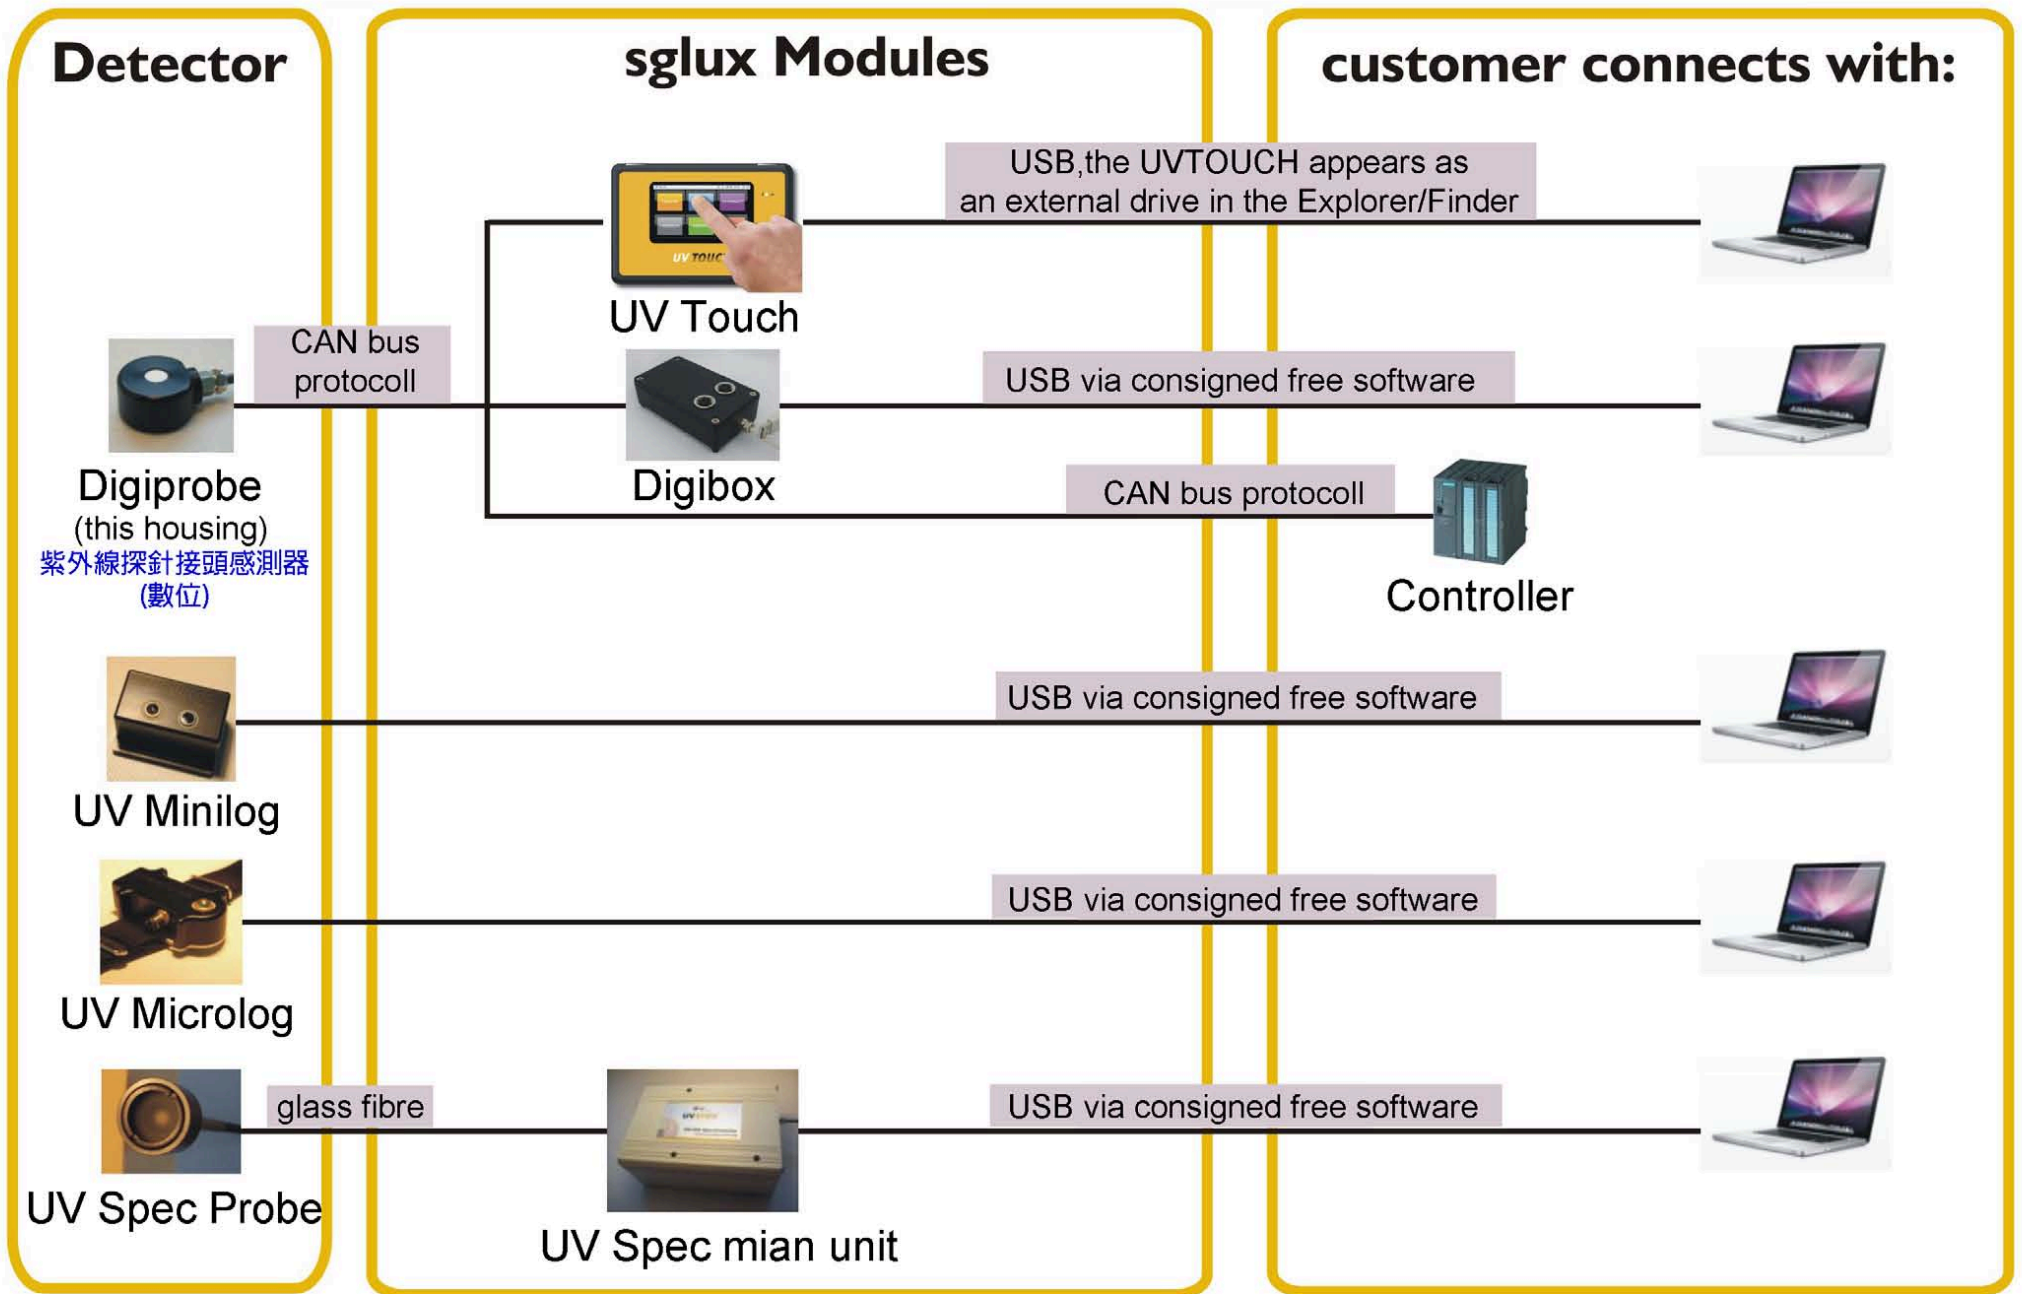 Detector
sglux Modules
customer connects with:
USB,the UVTOUCH appears as
an external drive in the Explorer/Finder
UV TOUC
UV Touch
CAN bus
protocoll
USB via consigned free software
Digiprobe
(this housing)
紫外線探針接頭感測器
(數位)
Digibox
CAN bus protocoll
Controller
USB via consigned free software
UV Minilog
USB via consigned free software
UV Microlog
glass fibre
USB via consigned free software
UV Spec Probe
UV Spec mian unit